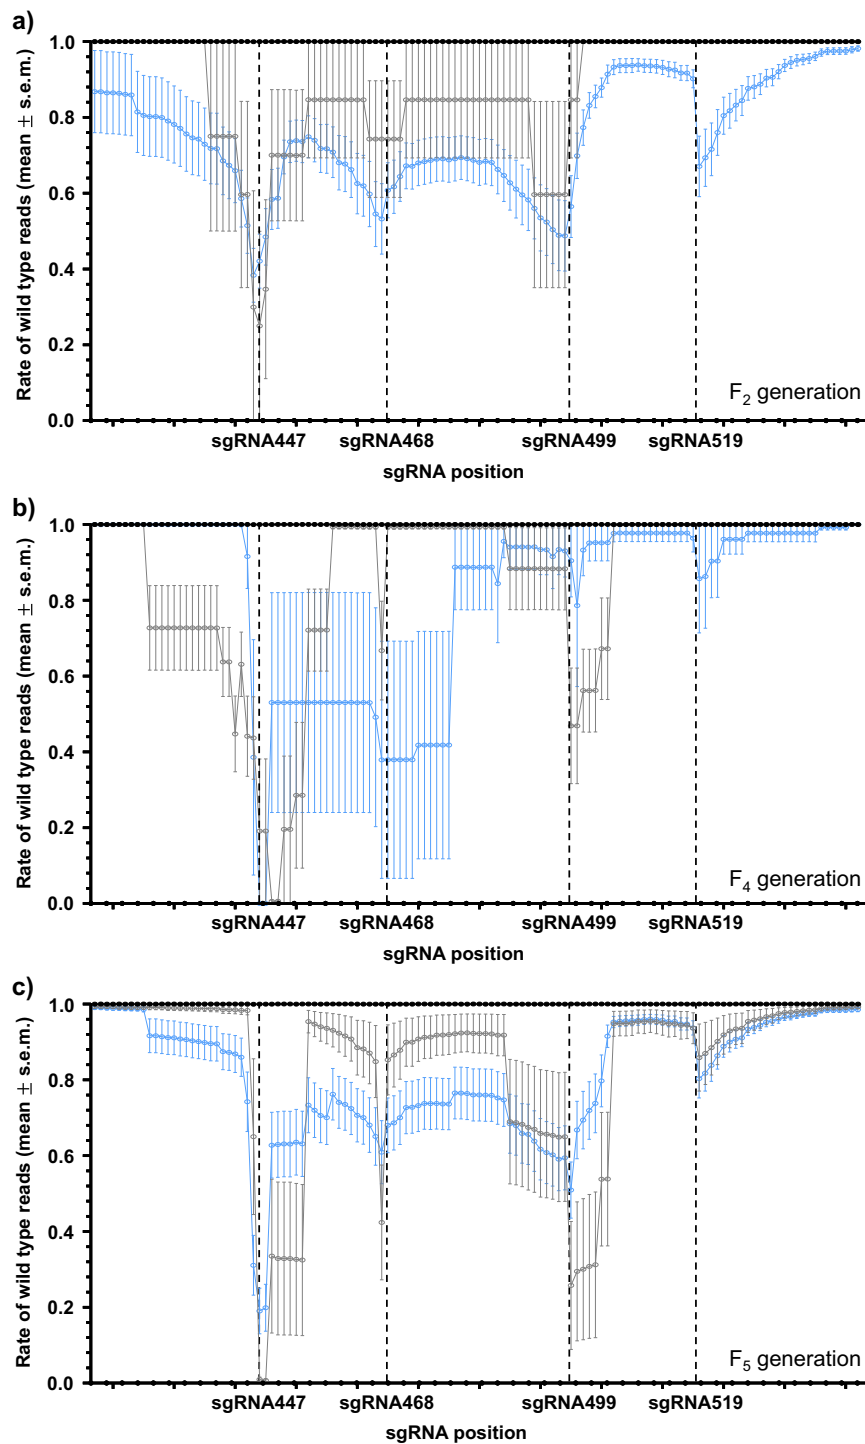 a)
Rate of wild type reads (mean ± s.e.m.)
1.0
0.8
0.6
0.4
0.2
0.0
F₂ generation
sgRNA447 sgRNA468 sgRNA499 sgRNA519
sgRNA position
b)
Rate of wild type reads (mean ± s.e.m.)
1.0
0.8
0.6
0.4
0.2
0.0
F₄ generation
sgRNA447 sgRNA468 sgRNA499 sgRNA519
sgRNA position
c)
Rate of wild type reads (mean ± s.e.m.)
1.0
0.8
0.6
0.4
0.2
0.0
F₅ generation
sgRNA447 sgRNA468 sgRNA499 sgRNA519
sgRNA position